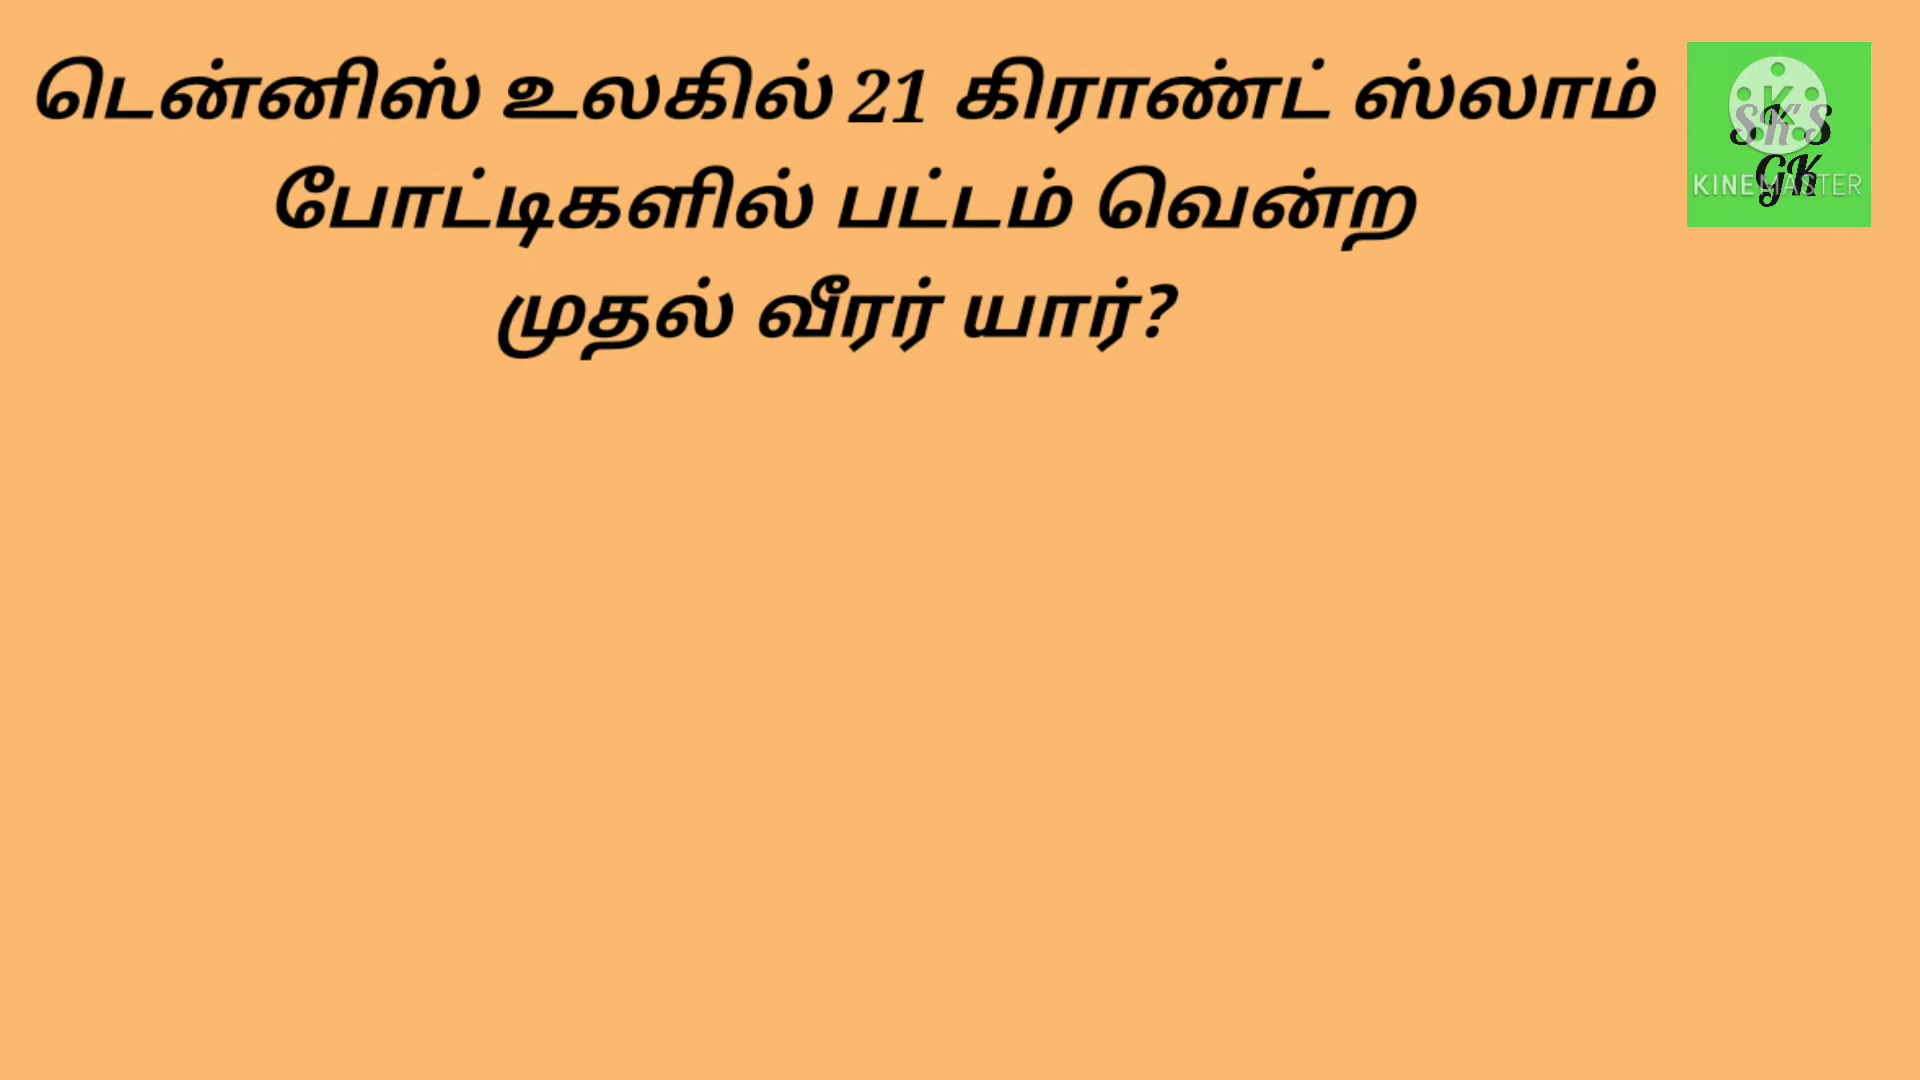 டென்னிஸ் உலகில் 21 கிராண்ட் ஸ்லாம்
போட்டிகளில் பட்டம் வென்ற
முதல் வீரர் யார்?
SKS
GK
KINEMASTER